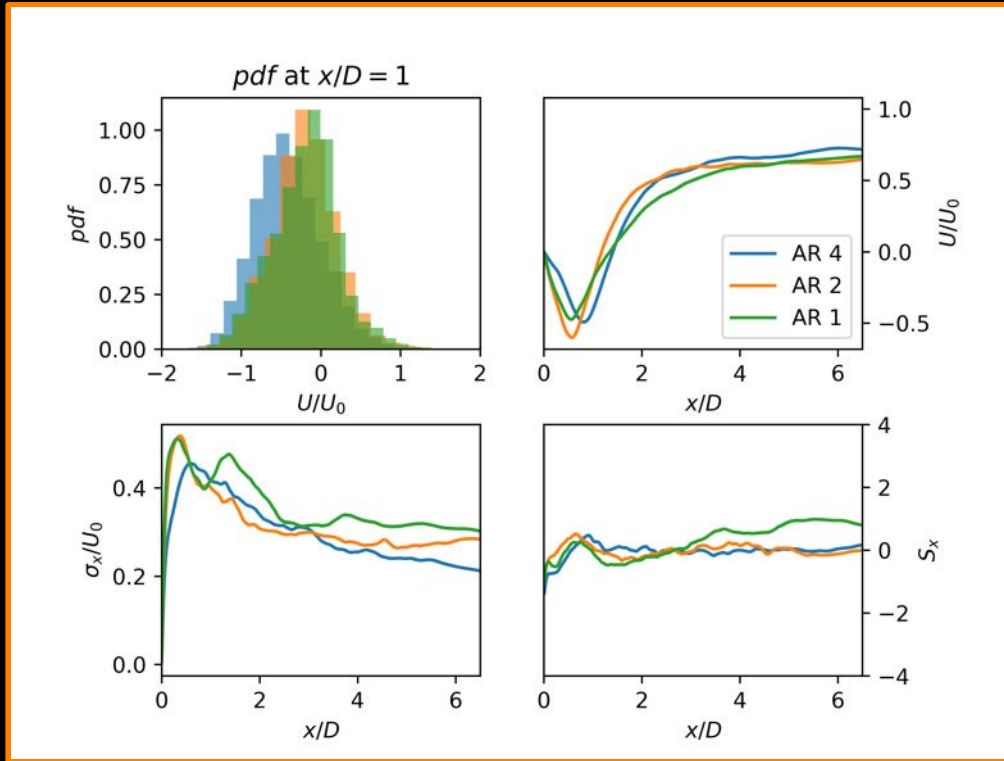 pdf at x/D = 1
pdf
1.00
0.75
0.50
0.25
0.00
−2 −1 0 1 2
U/U₀
1.0
0.5
0.0
−0.5
U/U₀
AR 4
AR 2
AR 1
0 2 4 6
x/D
σₓ/U₀
0.4
0.2
0.0
0 2 4 6
x/D
4
2
0
−2
−4
Sₓ
0 2 4 6
x/D